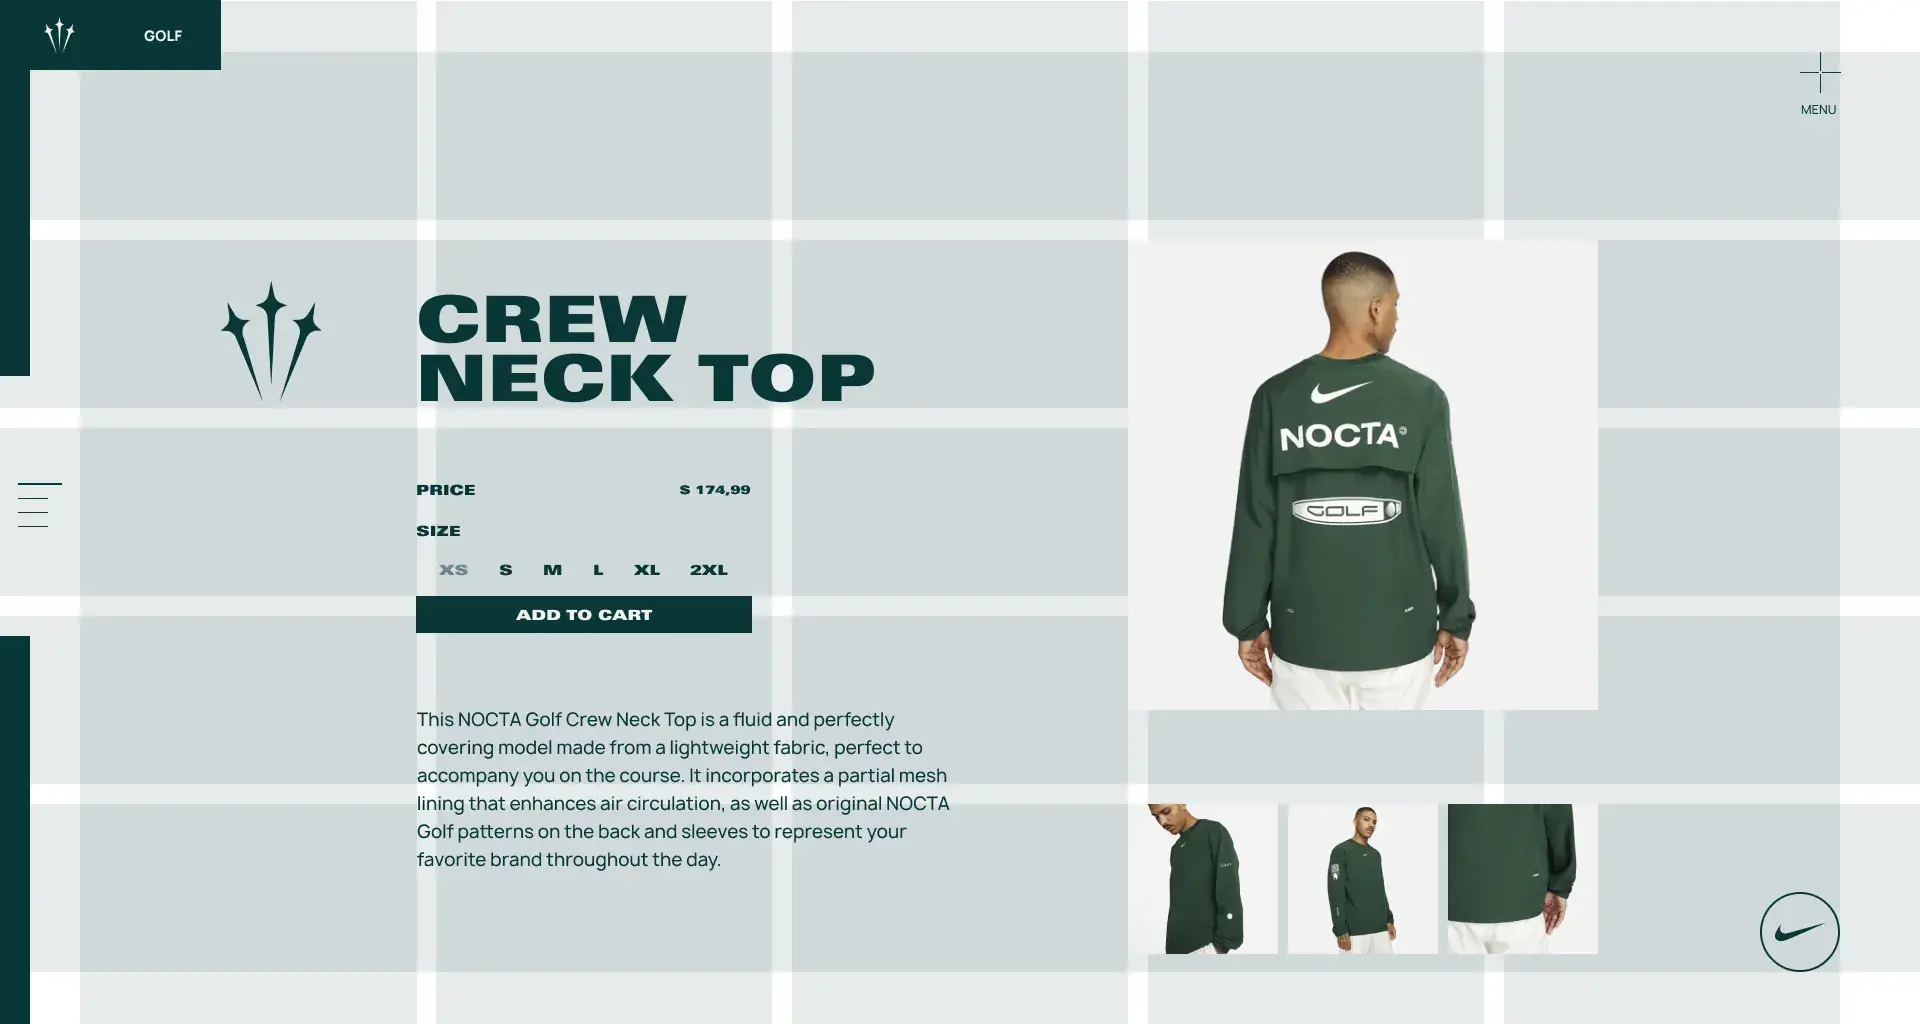 GOLF
MENU
CREW
NECK TOP
PRICE
$ 174,99
SIZE
XS S M L XL 2XL
ADD TO CART
This NOCTA Golf Crew Neck Top is a fluid and perfectly
covering model made from a lightweight fabric, perfect to
accompany you on the course. It incorporates a partial mesh
lining that enhances air circulation, as well as original NOCTA
Golf patterns on the back and sleeves to represent your
favorite brand throughout the day.
NOCTA
GOLF